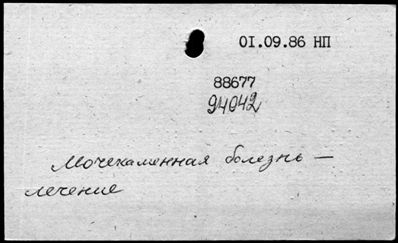 01.09.86 НП
88677
94042
Мочекаменная болезнь —
лечение